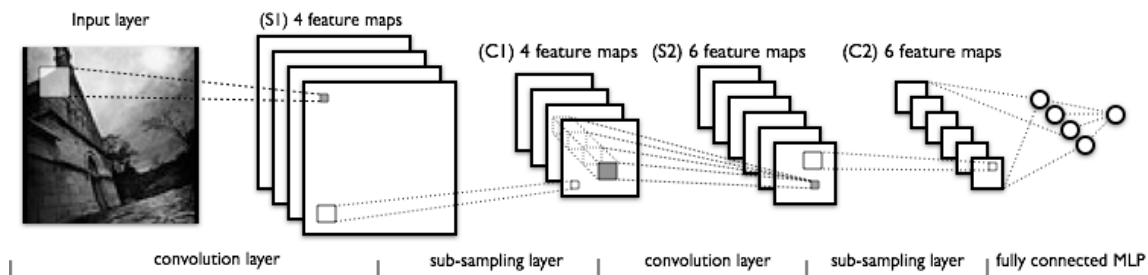 Input layer
(S1) 4 feature maps
(C1) 4 feature maps
(S2) 6 feature maps
(C2) 6 feature maps
convolution layer
sub-sampling layer
convolution layer
sub-sampling layer
fully connected MLP